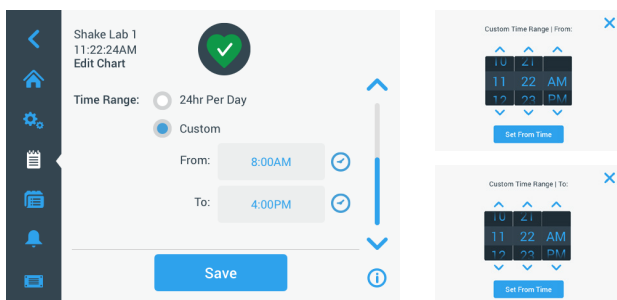 Shake Lab 1
11:22:24AM
Edit Chart
Time Range: 24hr Per Day
Custom
From: 8:00AM
To: 4:00PM
Save
Custom Time Range | From:
10 21
11 22 AM
12 23 PM
Set From Time
Custom Time Range | To:
10 21
11 22 AM
12 23 PM
Set From Time